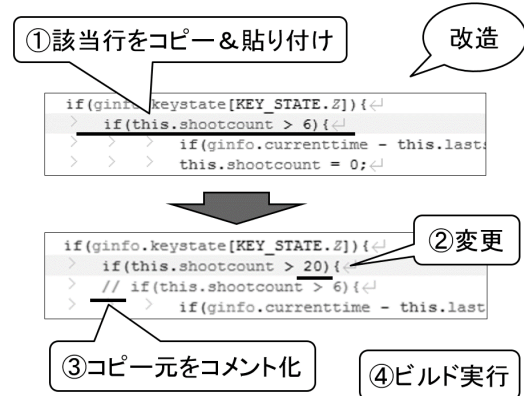 ①該当行をコピー＆貼り付け
改造
if(ginfo.keystate[KEY_STATE.Z]){↵
> if(this.shootcount > 6){↵
> > > if(ginfo.currenttime - this.lasts
> > > this.shootcount = 0;↵
if(ginfo.keystate[KEY_STATE.Z]){↵
> if(this.shootcount > 20){↵
> // if(this.shootcount > 6){↵
> > > if(ginfo.currenttime - this.last
②変更
③コピー元をコメント化
④ビルド実行